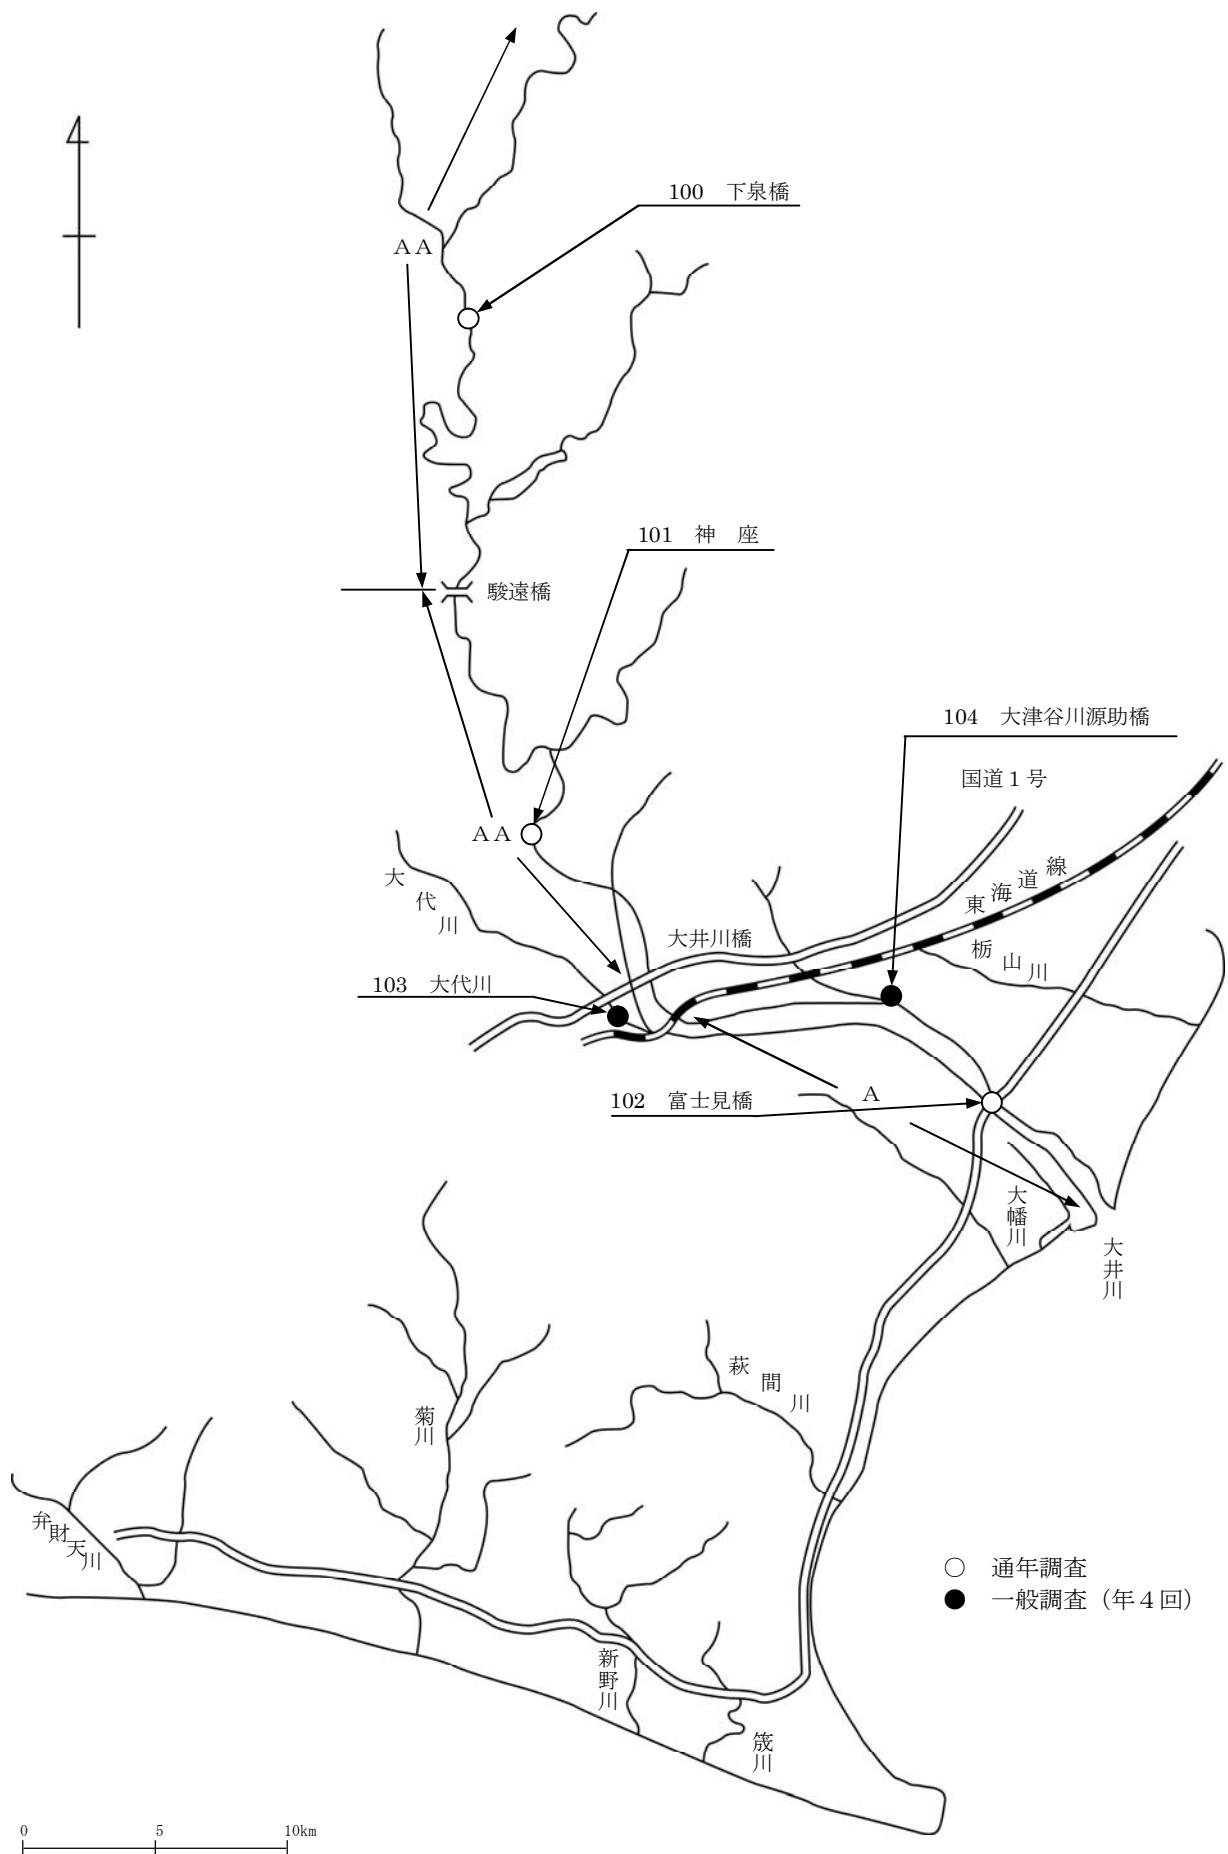 100 下泉橋
AA
101 神 座
駿遠橋
104 大津谷川源助橋
国道1号
AA
大代川
東海道線
大井川橋
栃山川
103 大代川
A
102 富士見橋
大幡川
大井川
萩間川
菊川
弁財天川
○ 通年調査
● 一般調査(年4回)
新野川
筬川
0 5 10km